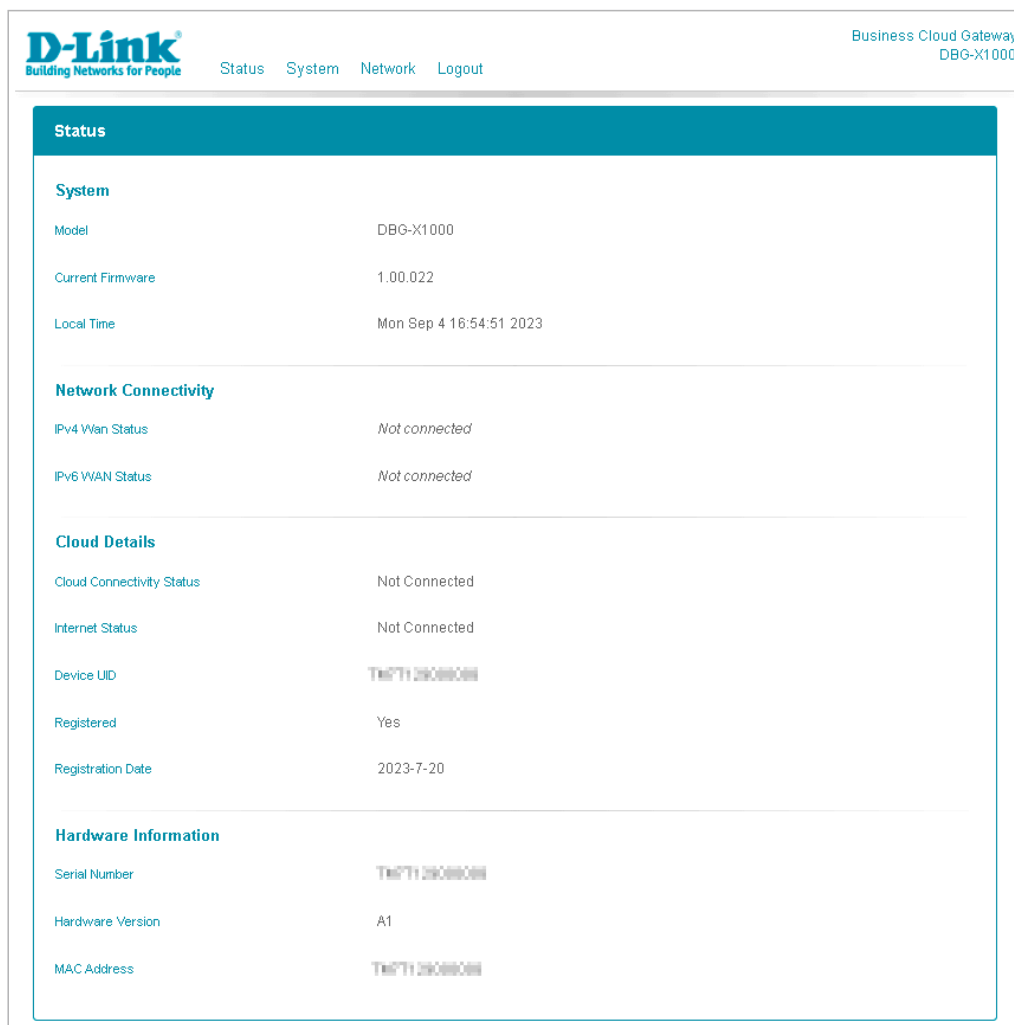 D-Link
Building Networks for People
Status System Network Logout
Business Cloud Gateway
DBG-X1000
Status
System
Model DBG-X1000
Current Firmware 1.00.022
Local Time Mon Sep 4 16:54:51 2023
Network Connectivity
IPv4 Wan Status Not connected
IPv6 WAN Status Not connected
Cloud Details
Cloud Connectivity Status Not Connected
Internet Status Not Connected
Device UID
Registered Yes
Registration Date 2023-7-20
Hardware Information
Serial Number
Hardware Version A1
MAC Address